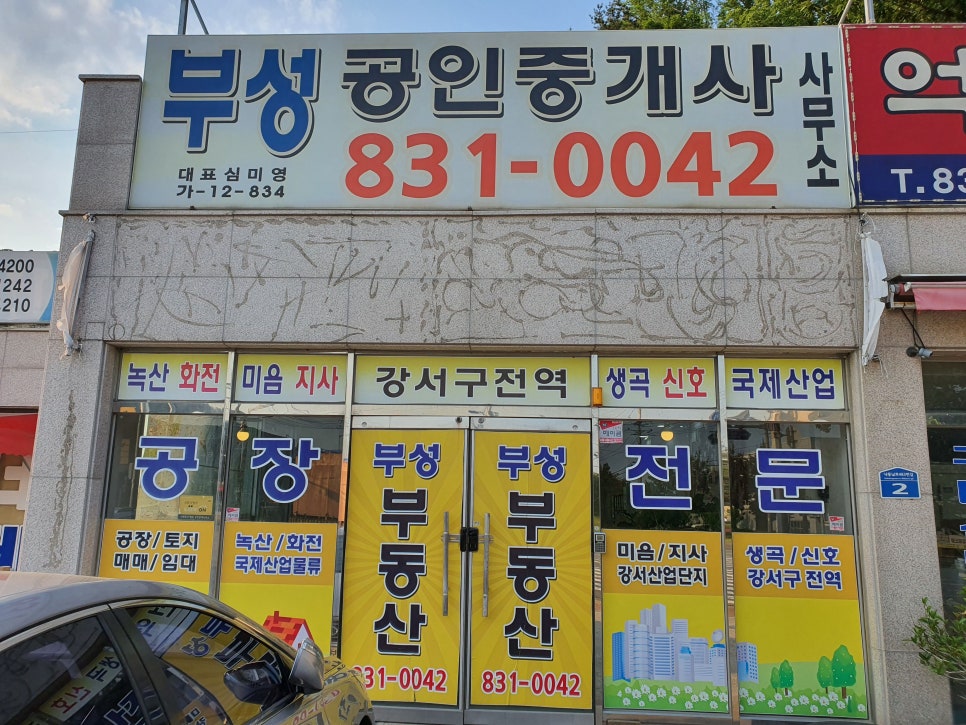 부성 공인중개사 사무소
대표심미영
가-12-834
831-0042
역
T.83
4200
242
210
녹산 화전
미음 지사
강서구전역
생곡 신호
국제산업
공장
전문
부성
부동산
831-0042
부성
부동산
831-0042
공장/토지
매매/임대
녹산/화전
국제산업물류
미음/지사
강서산업단지
생곡/신호
강서구 전역
2